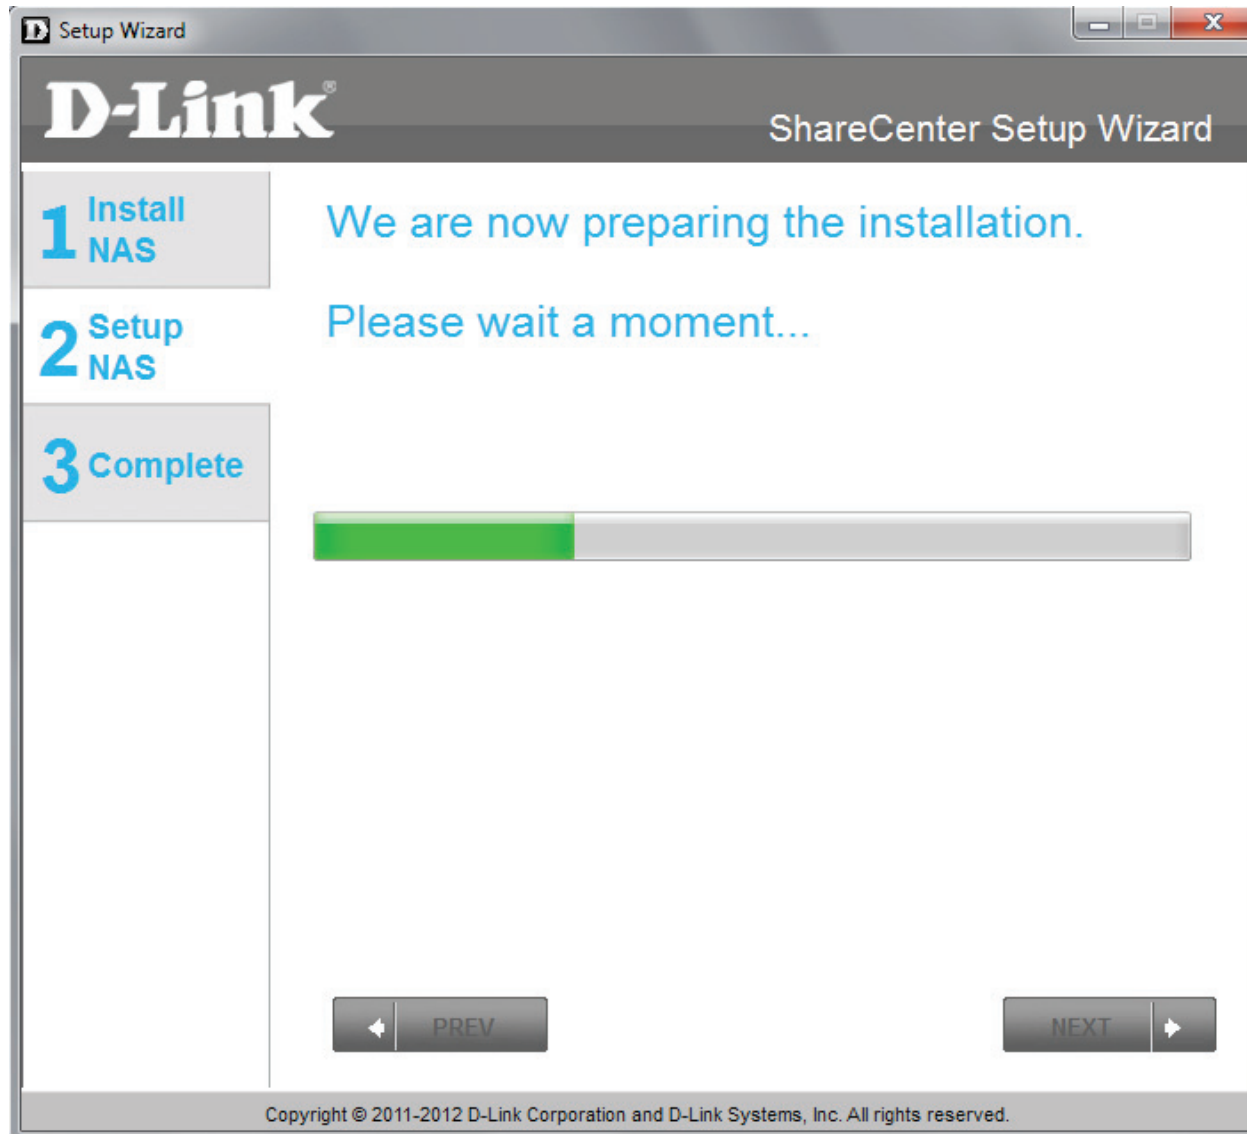 Setup Wizard
D-Link®
ShareCenter Setup Wizard
1 Install
NAS
2 Setup
NAS
3 Complete
We are now preparing the installation.
Please wait a moment...
PREV
NEXT
Copyright © 2011-2012 D-Link Corporation and D-Link Systems, Inc. All rights reserved.